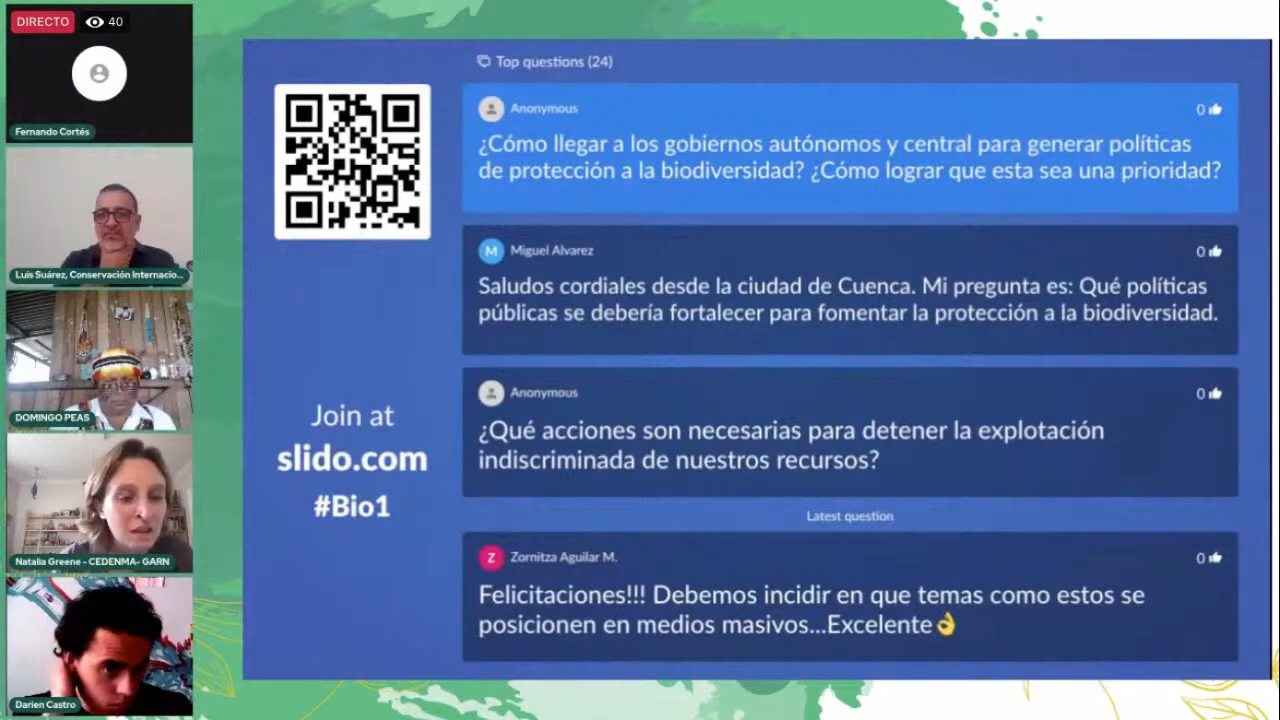 DIRECTO 40
Fernando Cortés
Luis Suárez, Conservación Internacio...
DOMINGO PEAS
Natalia Greene - CEDENMA- GARN
Darien Castro
Join at
slido.com
#Bio1
Top questions (24)
Anonymous 0
¿Cómo llegar a los gobiernos autónomos y central para generar políticas
de protección a la biodiversidad? ¿Cómo lograr que esta sea una prioridad?
M Miguel Alvarez 0
Saludos cordiales desde la ciudad de Cuenca. Mi pregunta es: Qué políticas
públicas se debería fortalecer para fomentar la protección a la biodiversidad.
Anonymous 0
¿Qué acciones son necesarias para detener la explotación
indiscriminada de nuestros recursos?
Latest question
Z Zornitza Aguilar M. 0
Felicitaciones!!! Debemos incidir en que temas como estos se
posicionen en medios masivos...Excelente👌